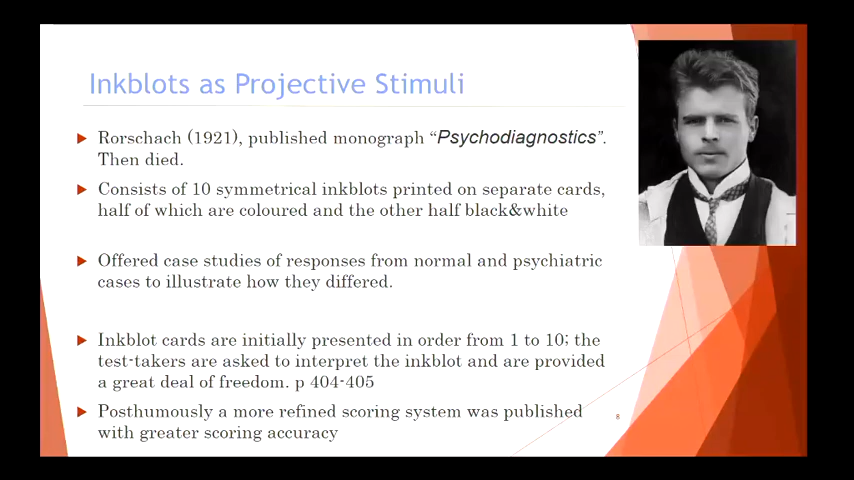 Inkblots as Projective Stimuli
Rorschach (1921), published monograph “Psychodiagnostics”.
Then died.
Consists of 10 symmetrical inkblots printed on separate cards,
half of which are coloured and the other half black&white
Offered case studies of responses from normal and psychiatric
cases to illustrate how they differed.
Inkblot cards are initially presented in order from 1 to 10; the
test-takers are asked to interpret the inkblot and are provided
a great deal of freedom. p 404-405
Posthumously a more refined scoring system was published
with greater scoring accuracy
8